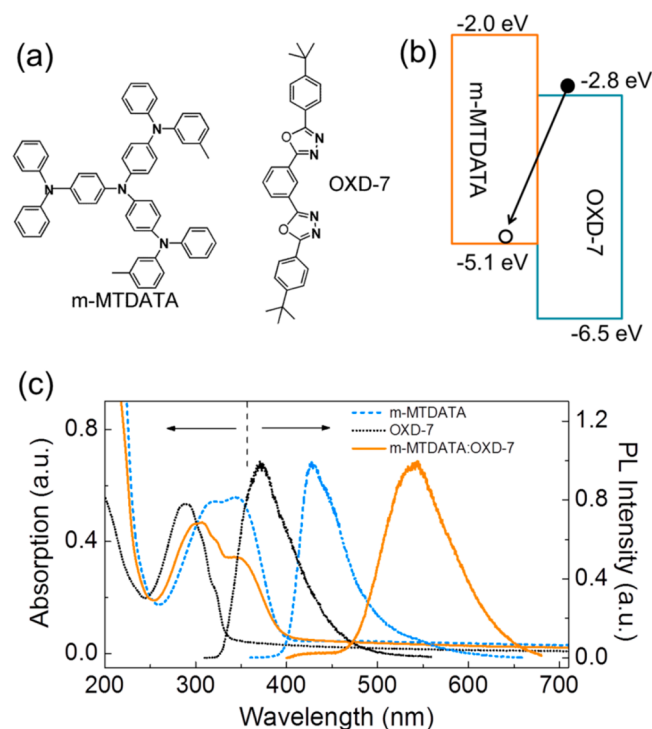 (a)
N
N
N
N
m-MTDATA
O
N
N
O
N
N
OXD-7
(b)
-2.0 eV
m-MTDATA
-5.1 eV
-2.8 eV
OXD-7
-6.5 eV
(c)
Absorption (a.u.)
0.8
0.4
0.0
m-MTDATA
OXD-7
m-MTDATA:OXD-7
1.2
0.8
0.4
0.0
PL Intensity (a.u.)
200 300 400 500 600 700
Wavelength (nm)